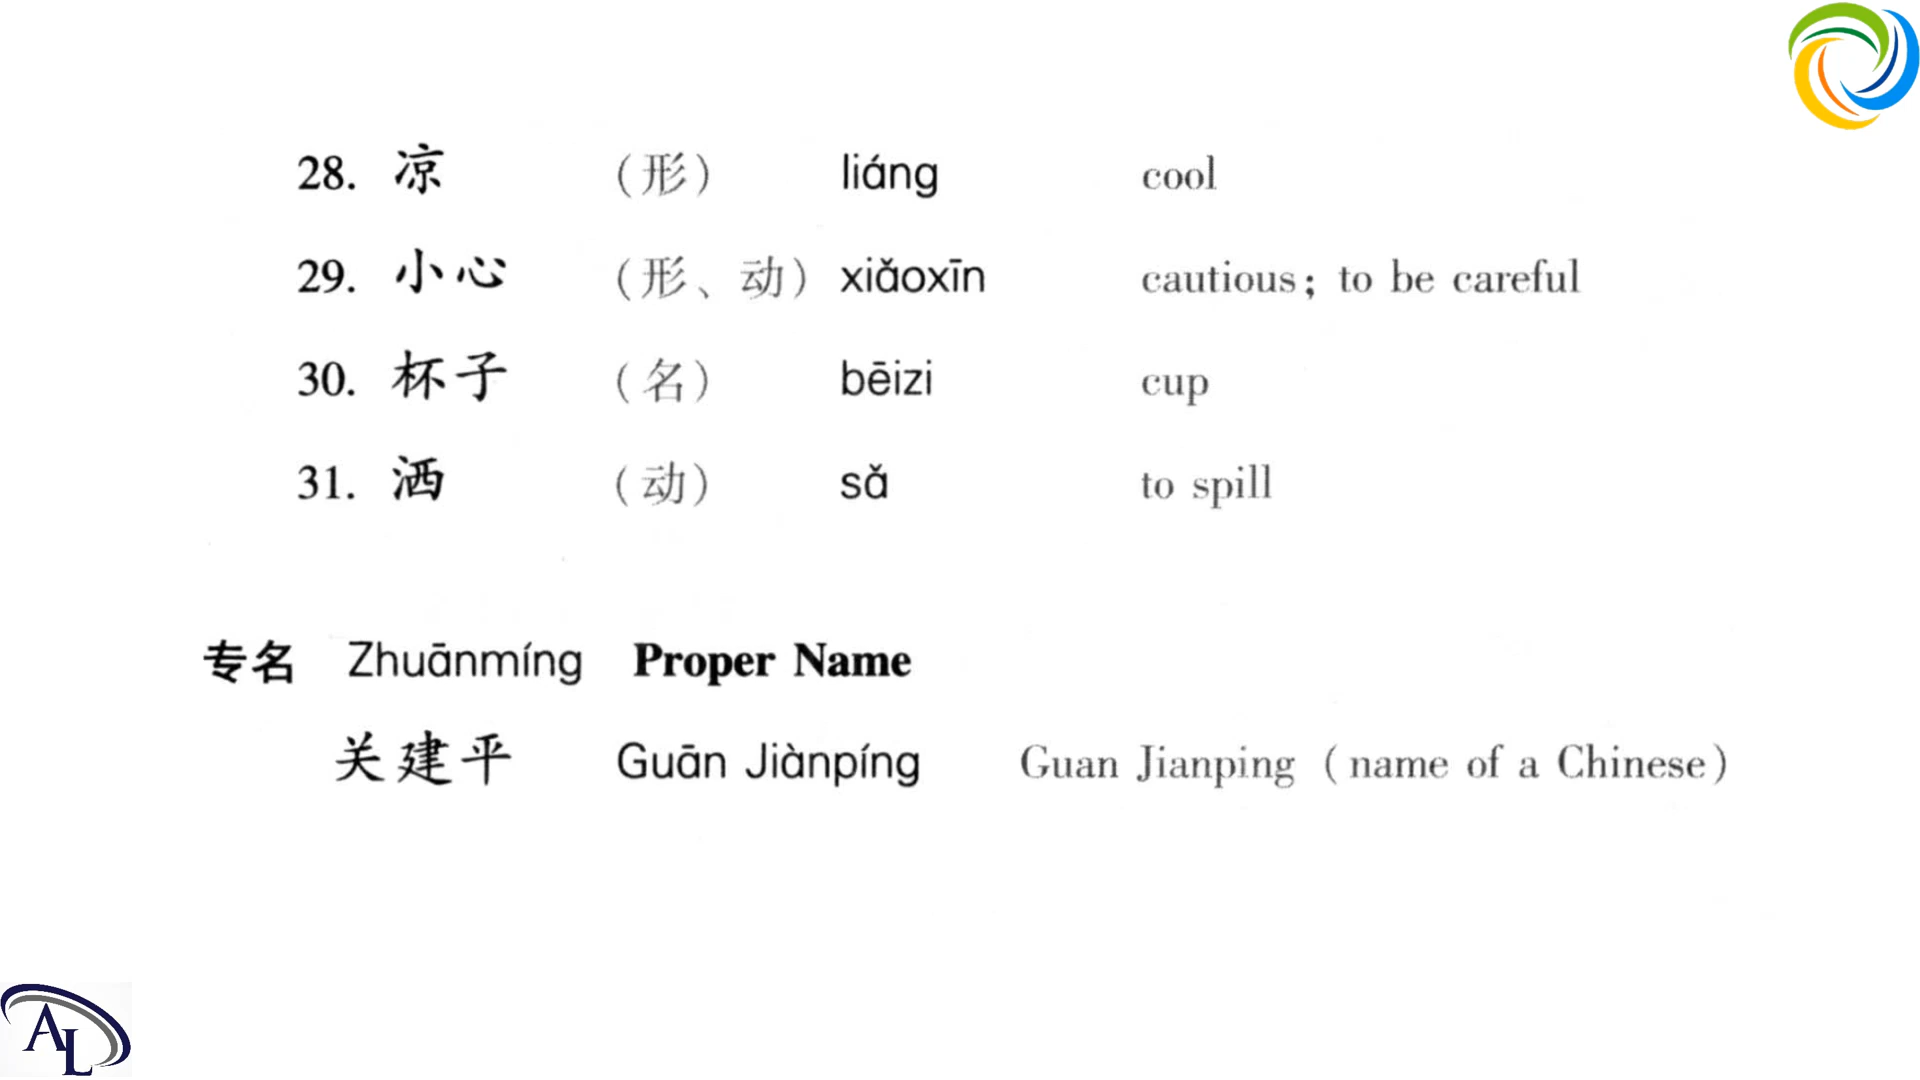 28. 凉 （形） liáng cool
29. 小心 （形、动） xiǎoxīn cautious; to be careful
30. 杯子 （名） bēizi cup
31. 洒 （动） sǎ to spill
专名 Zhuānmíng Proper Name
关建平 Guān Jiànpíng Guan Jianping (name of a Chinese)
AL